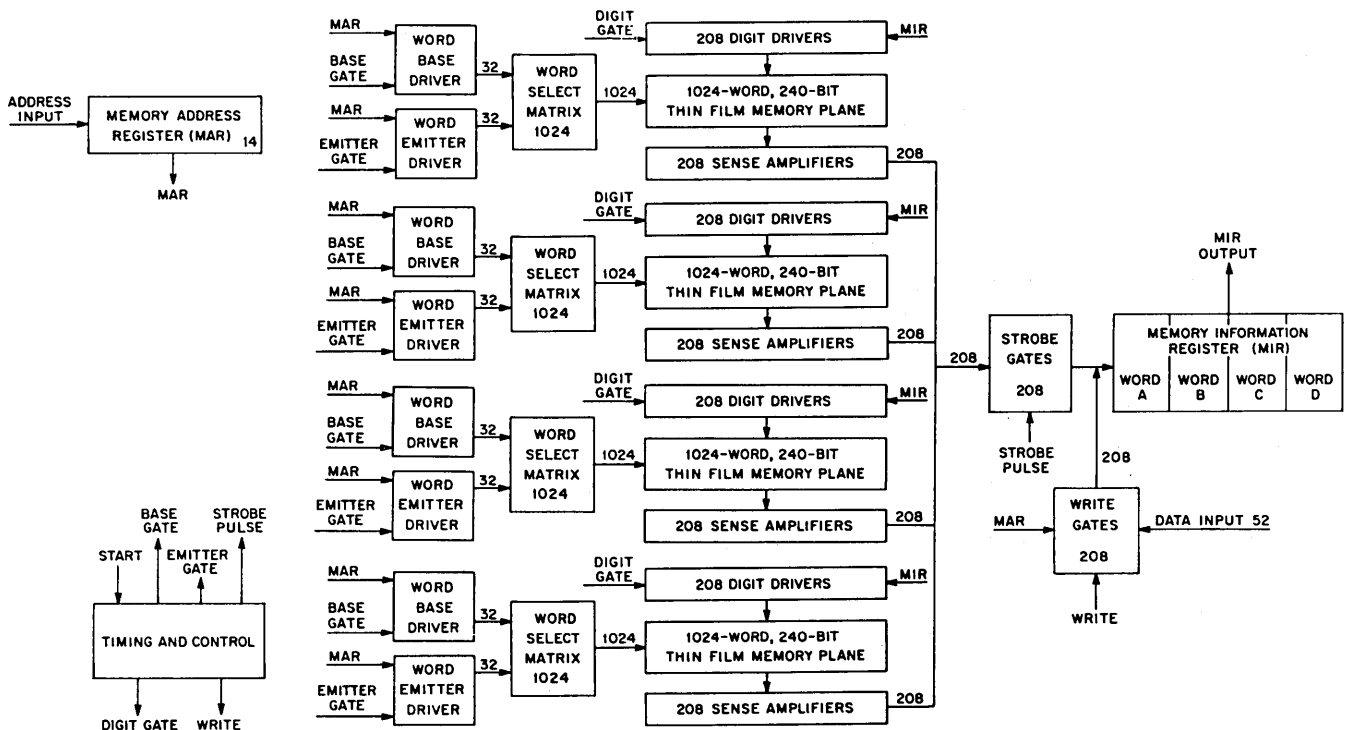 ADDRESS
INPUT
MEMORY ADDRESS
REGISTER (MAR)
14
MAR
START
BASE
GATE
EMITTER
GATE
STROBE
PULSE
TIMING AND CONTROL
DIGIT GATE
WRITE
MAR
BASE
GATE
WORD
BASE
DRIVER
32
MAR
EMITTER
GATE
WORD
EMITTER
DRIVER
32
WORD
SELECT
MATRIX
1024
1024
DIGIT
GATE
208 DIGIT DRIVERS
MIR
1024-WORD, 240-BIT
THIN FILM MEMORY PLANE
208 SENSE AMPLIFIERS
208
MAR
BASE GATE
WORD
BASE
DRIVER
32
MAR
EMITTER
GATE
WORD
EMITTER
DRIVER
32
WORD
SELECT
MATRIX
1024
1024
DIGIT
GATE
208 DIGIT DRIVERS
MIR
1024-WORD, 240-BIT
THIN FILM MEMORY PLANE
208 SENSE AMPLIFIERS
208
MAR
BASE
GATE
WORD
BASE
DRIVER
32
MAR
EMITTER
GATE
WORD
EMITTER
DRIVER
32
WORD
SELECT
MATRIX
1024
1024
DIGIT
GATE
208 DIGIT DRIVERS
MIR
1024-WORD, 240-BIT
THIN FILM MEMORY PLANE
208 SENSE AMPLIFIERS
208
MAR
BASE
GATE
WORD
BASE
DRIVER
32
MAR
EMITTER
GATE
WORD
EMITTER
DRIVER
32
WORD
SELECT
MATRIX
1024
1024
DIGIT
GATE
208 DIGIT DRIVERS
MIR
1024-WORD, 240-BIT
THIN FILM MEMORY PLANE
208 SENSE AMPLIFIERS
208
208
STROBE
GATES
208
STROBE
PULSE
MIR
OUTPUT
MEMORY INFORMATION
REGISTER (MIR)
WORD
A
WORD
B
WORD
C
WORD
D
208
MAR
WRITE
GATES
208
DATA INPUT 52
WRITE